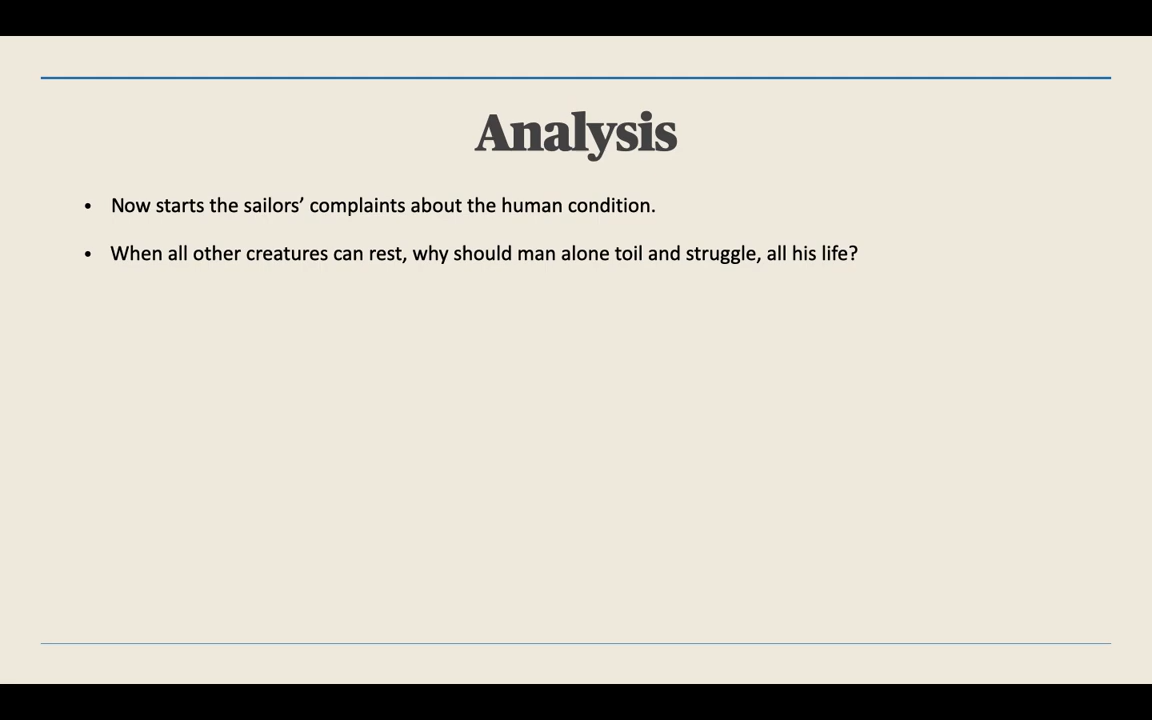 Analysis
• Now starts the sailors’ complaints about the human condition.
• When all other creatures can rest, why should man alone toil and struggle, all his life?